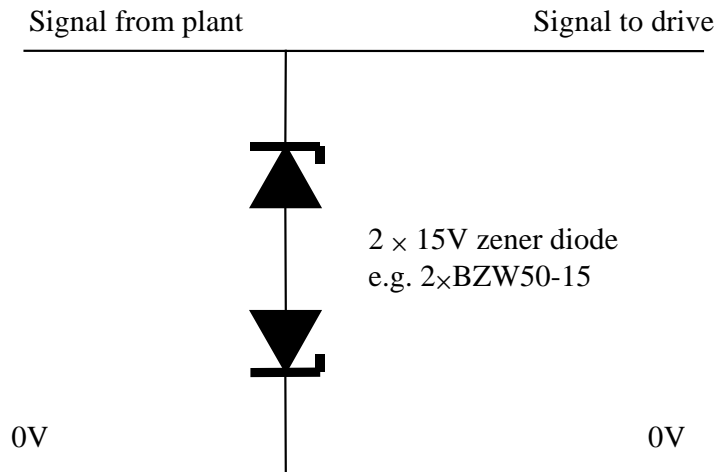 Signal from plant
Signal to drive
2 × 15V zener diode
e.g. 2×BZW50-15
0V
0V